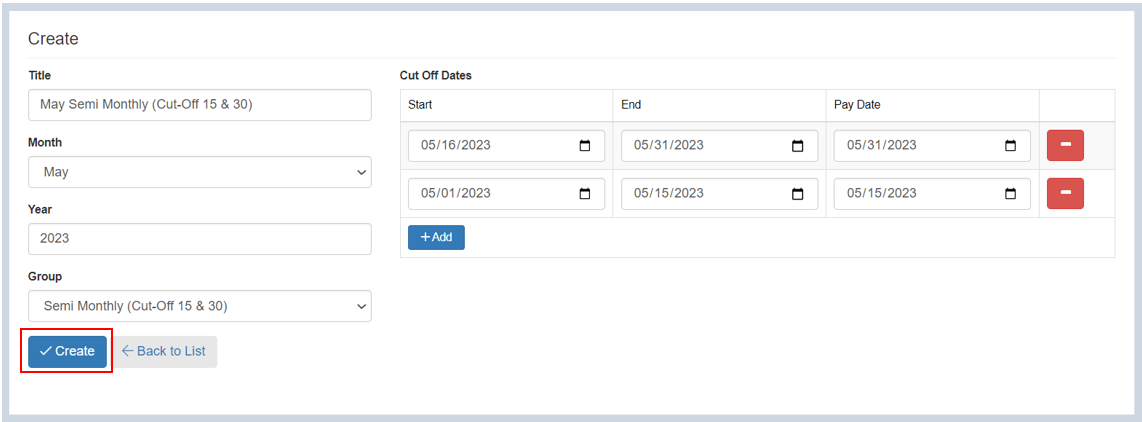 Create
Title
May Semi Monthly (Cut-Off 15 & 30)
Month
May
Year
2023
Group
Semi Monthly (Cut-Off 15 & 30)
Create
Back to List
Cut Off Dates
Start End Pay Date
05/16/2023 05/31/2023 05/31/2023
05/01/2023 05/15/2023 05/15/2023
+Add